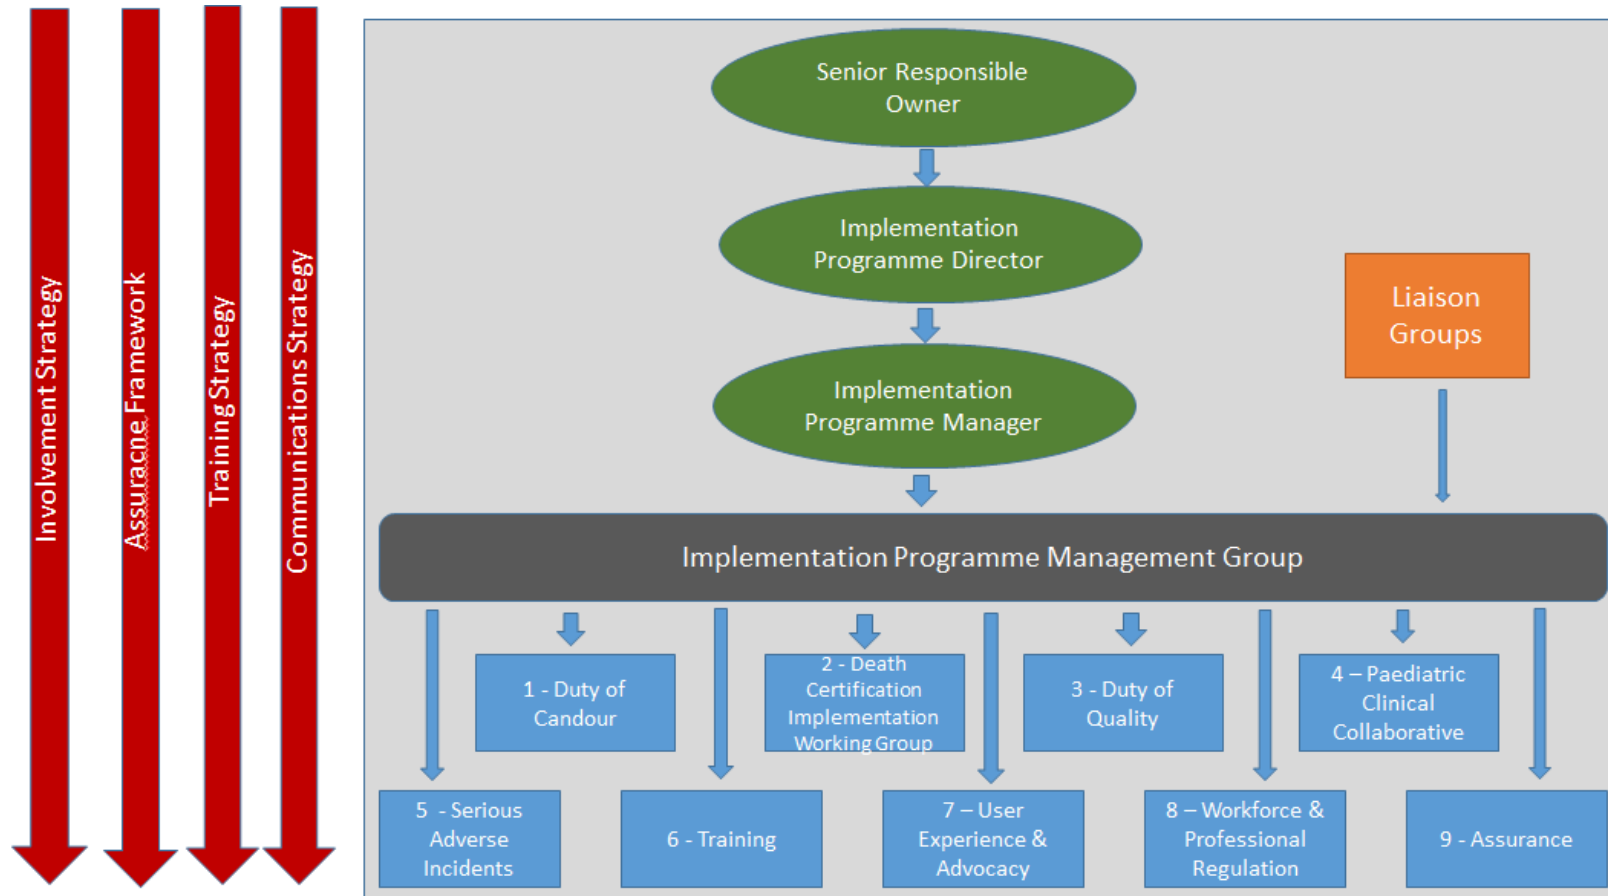 Involvement Strategy
Assuracne Framework
Training Strategy
Communications Strategy
Senior Responsible
Owner
Implementation
Programme Director
Implementation
Programme Manager
Liaison
Groups
Implementation Programme Management Group
1 - Duty of
Candour
2 - Death
Certification
Implementation
Working Group
3 - Duty of
Quality
4 – Paediatric
Clinical
Collaborative
5  - Serious
Adverse
Incidents
6 - Training
7 – User
Experience &
Advocacy
8 – Workforce &
Professional
Regulation
9 - Assurance